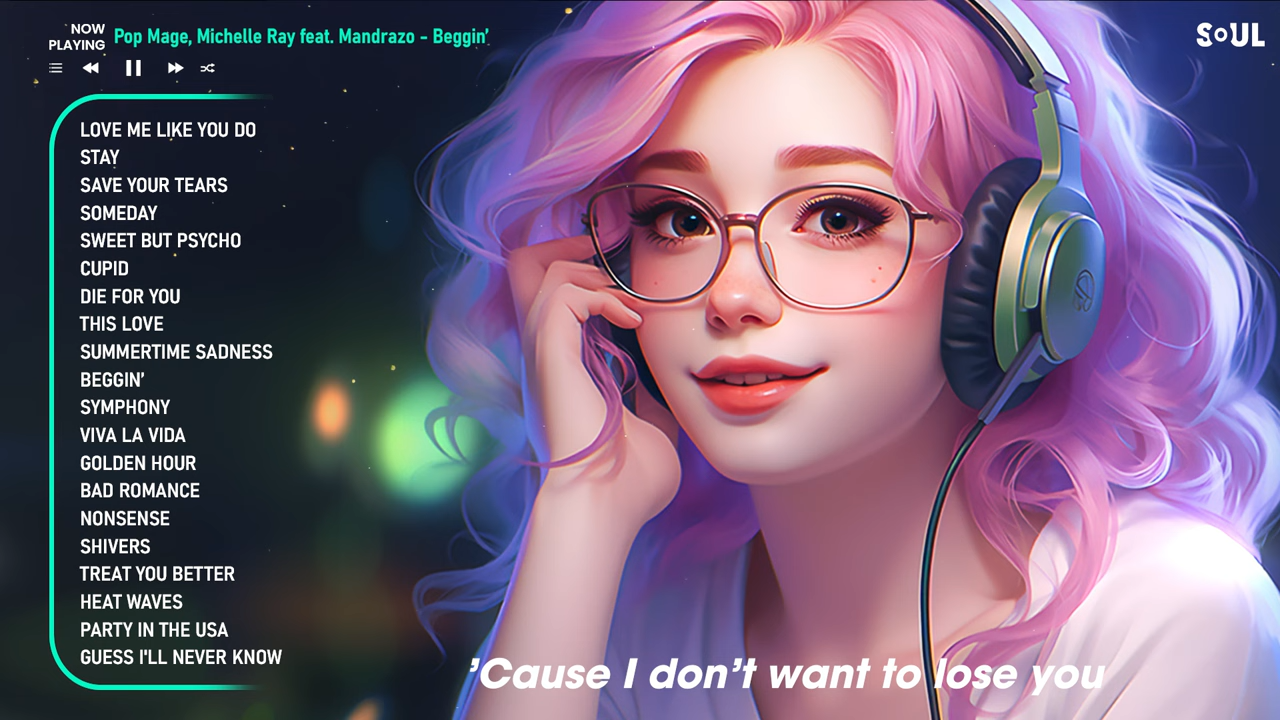 NOW
PLAYING
Pop Mage, Michelle Ray feat. Mandrazo - Beggin’
SOUL
LOVE ME LIKE YOU DO
STAY
SAVE YOUR TEARS
SOMEDAY
SWEET BUT PSYCHO
CUPID
DIE FOR YOU
THIS LOVE
SUMMERTIME SADNESS
BEGGIN’
SYMPHONY
VIVA LA VIDA
GOLDEN HOUR
BAD ROMANCE
NONSENSE
SHIVERS
TREAT YOU BETTER
HEAT WAVES
PARTY IN THE USA
GUESS I'LL NEVER KNOW
’Cause I don’t want to lose you